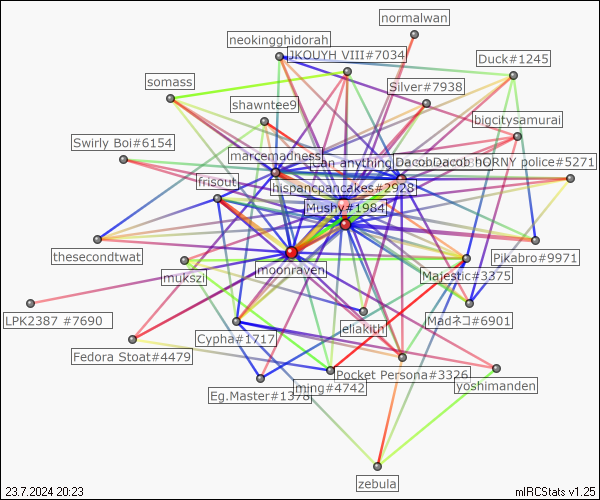 normalwan
neokingghidorah
JKQUYH VIII#7034
Duck#1245
somass
Silver#7938
shawntee9
bigcitysamurai
Swirly Boi#6154
marcemadness
Can anything
DacobDacob hORNY police#5271
frisout
hispancpancakes#2928
Mushy#1984
thesecondtwat
moonraven
Pikabro#9971
mukszi
Majestic#3375
LPK2387 #7690
eliakith
Madネコ#6901
Cypha#1717
Fedora Stoat#4479
Pocket Persona#3326
Eg.Master#1378
ming#4742
yoshimanden
zebula
23.7.2024 20:23
mIRCStats v1.25